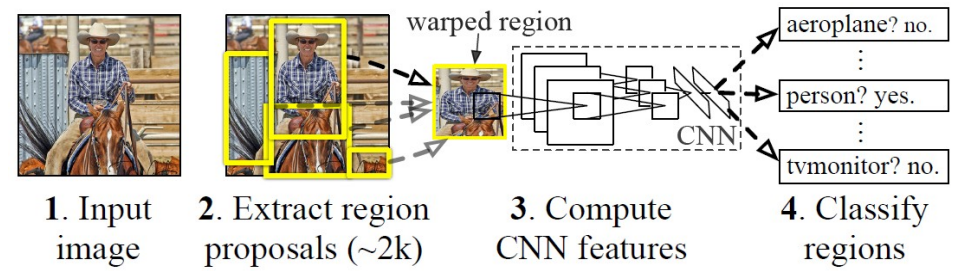 warped region
aeroplane? no.
person? yes.
CNN
tvmonitor? no.
1. Input
image
2. Extract region
proposals (~2k)
3. Compute
CNN features
4. Classify
regions